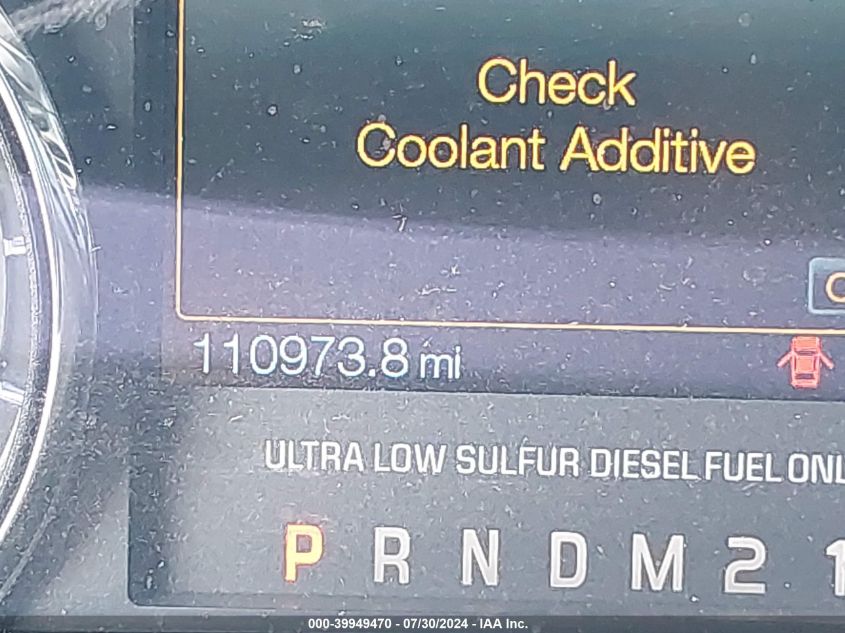 Check
Coolant Additive
110973.8 mi
ULTRA LOW SULFUR DIESEL FUEL
P R N D M 2 1
000-39949470 - 07/30/2024 - IAA Inc.